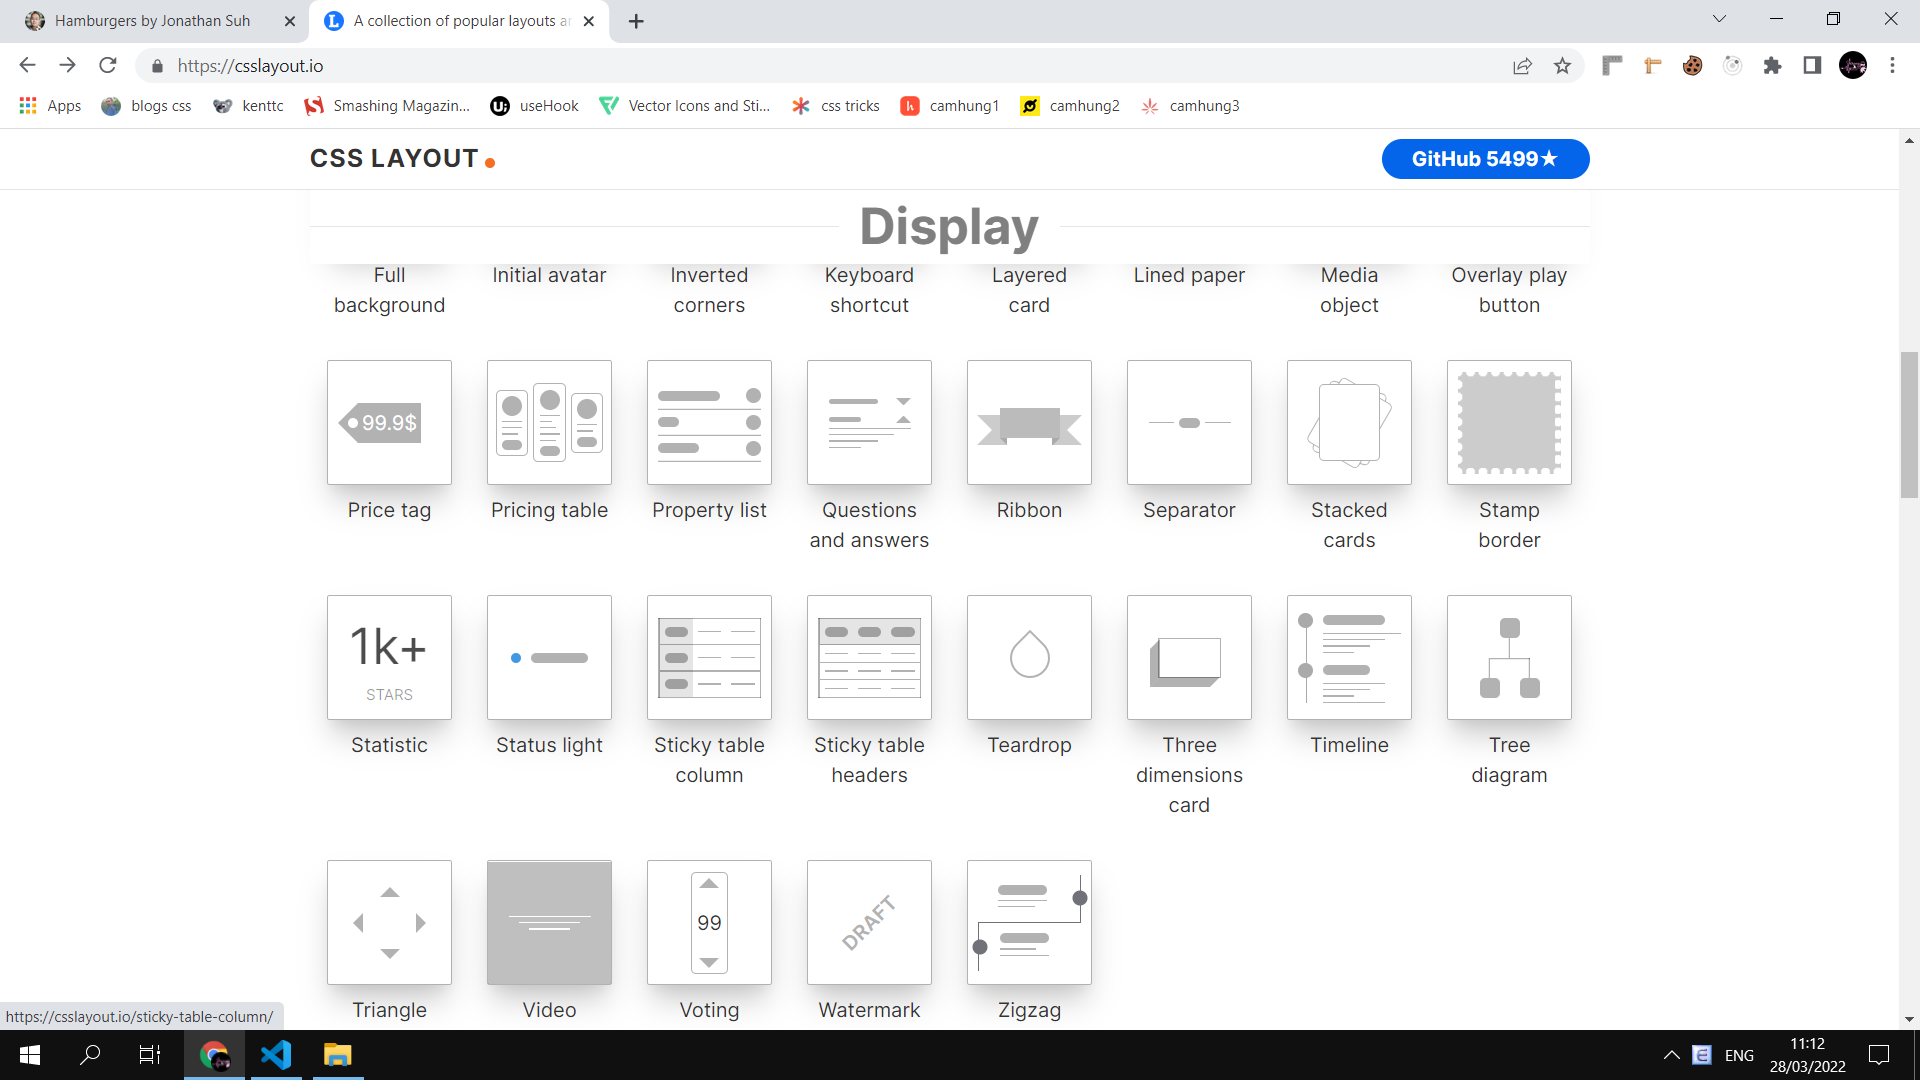 Hamburgers by Jonathan Suh
A collection of popular layouts a
https://csslayout.io
Apps
blogs css
kenttc
Smashing Magazin...
useHook
Vector Icons and Sti...
css tricks
camhung1
camhung2
camhung3
CSS LAYOUT
GitHub 5499★
Display
Full
background
Initial avatar
Inverted
corners
Keyboard
shortcut
Layered
card
Lined paper
Media
object
Overlay play
button
99.9$
Price tag
Pricing table
Property list
Questions
and answers
Ribbon
Separator
Stacked
cards
Stamp
border
1k+
STARS
Statistic
Status light
Sticky table
column
Sticky table
headers
Teardrop
Three
dimensions
card
Timeline
Tree
diagram
Triangle
Video
99
Voting
DRAFT
Watermark
Zigzag
https://csslayout.io/sticky-table-column/
ENG
11:12
28/03/2022